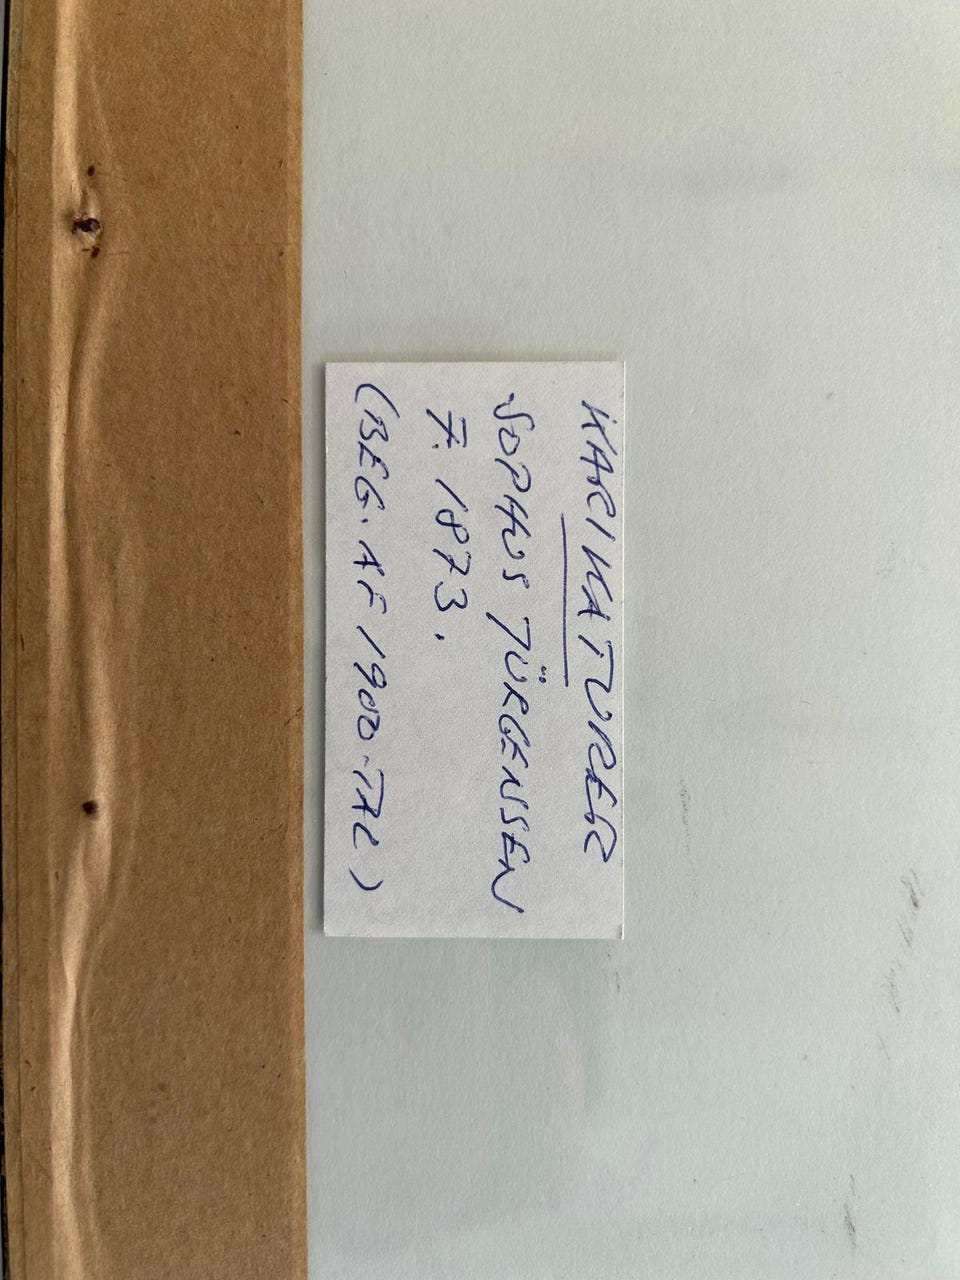 KARIKATURER
SOPHUS JÜRGENSEN
F. 1873.
(BEG. AF 1900-TAL)